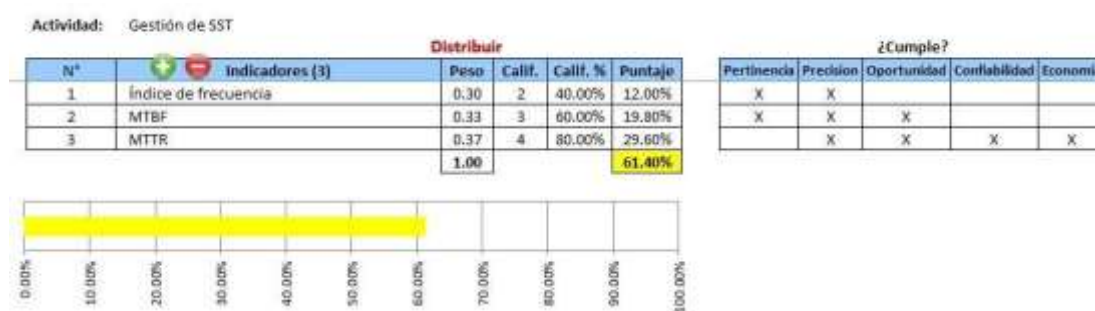 Actividad: Gestión de SST
Distribuir ¿Cumple?
N° Indicadores (3) Peso Calif. Calif. % Puntaje Pertinencia Precision Oportunidad Confiabilidad Economia
1 Índice de frecuencia 0.30 2 40.00% 12.00% X X
2 MTBF 0.33 3 60.00% 19.80% X X X
3 MTTR 0.37 4 80.00% 29.60% X X X X
1.00 61.40%
0.00% 10.00% 20.00% 30.00% 40.00% 50.00% 60.00% 70.00% 80.00% 90.00% 100.00%